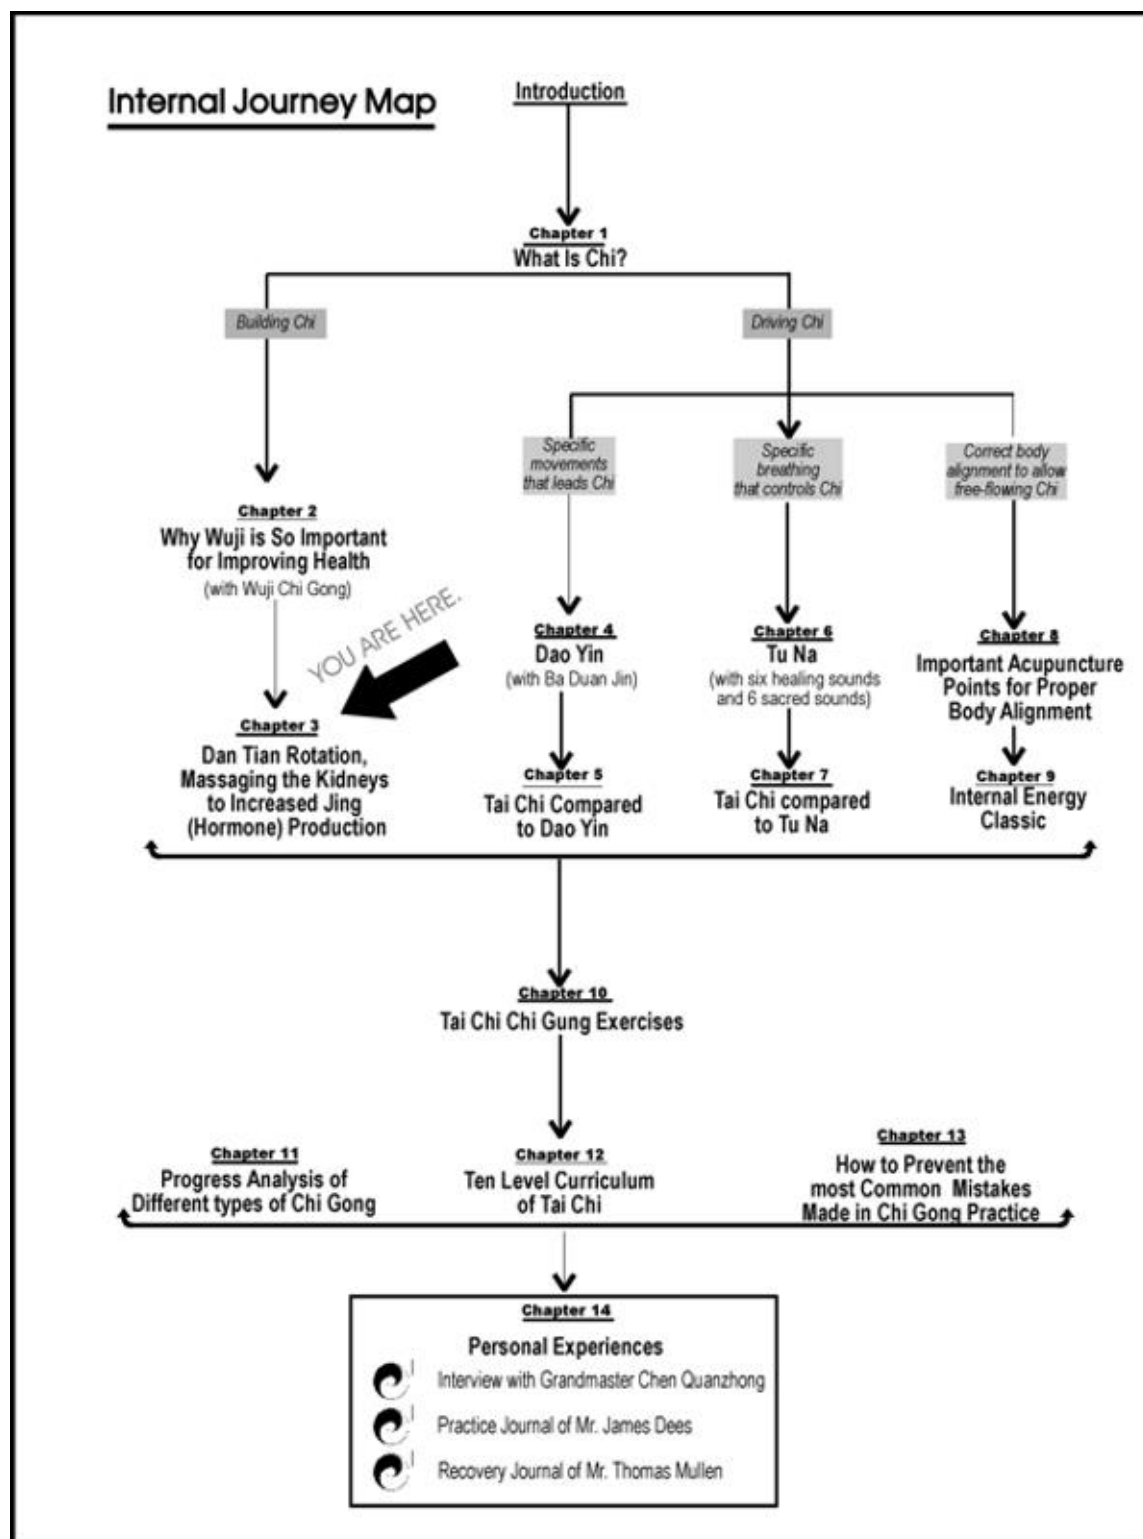 Internal Journey Map
Introduction
Chapter 1
What Is Chi?
Building Chi
Driving Chi
Specific
movements
that leads Chi
Specific
breathing
that controls Chi
Correct body
alignment to allow
free-flowing Chi
Chapter 2
Why Wuji is So Important
for Improving Health
(with Wuji Chi Gong)
YOU ARE HERE.
Chapter 3
Dan Tian Rotation,
Massaging the Kidneys
to Increased Jing
(Hormone) Production
Chapter 4
Dao Yin
(with Ba Duan Jin)
Chapter 5
Tai Chi Compared
to Dao Yin
Chapter 6
Tu Na
(with six healing sounds
and 6 sacred sounds)
Chapter 7
Tai Chi compared
to Tu Na
Chapter 8
Important Acupuncture
Points for Proper
Body Alignment
Chapter 9
Internal Energy
Classic
Chapter 10
Tai Chi Chi Gung Exercises
Chapter 11
Progress Analysis of
Different types of Chi Gong
Chapter 12
Ten Level Curriculum
of Tai Chi
Chapter 13
How to Prevent the
most Common Mistakes
Made in Chi Gong Practice
Chapter 14
Personal Experiences
Interview with Grandmaster Chen Quanzhong
Practice Journal of Mr. James Dees
Recovery Journal of Mr. Thomas Mullen